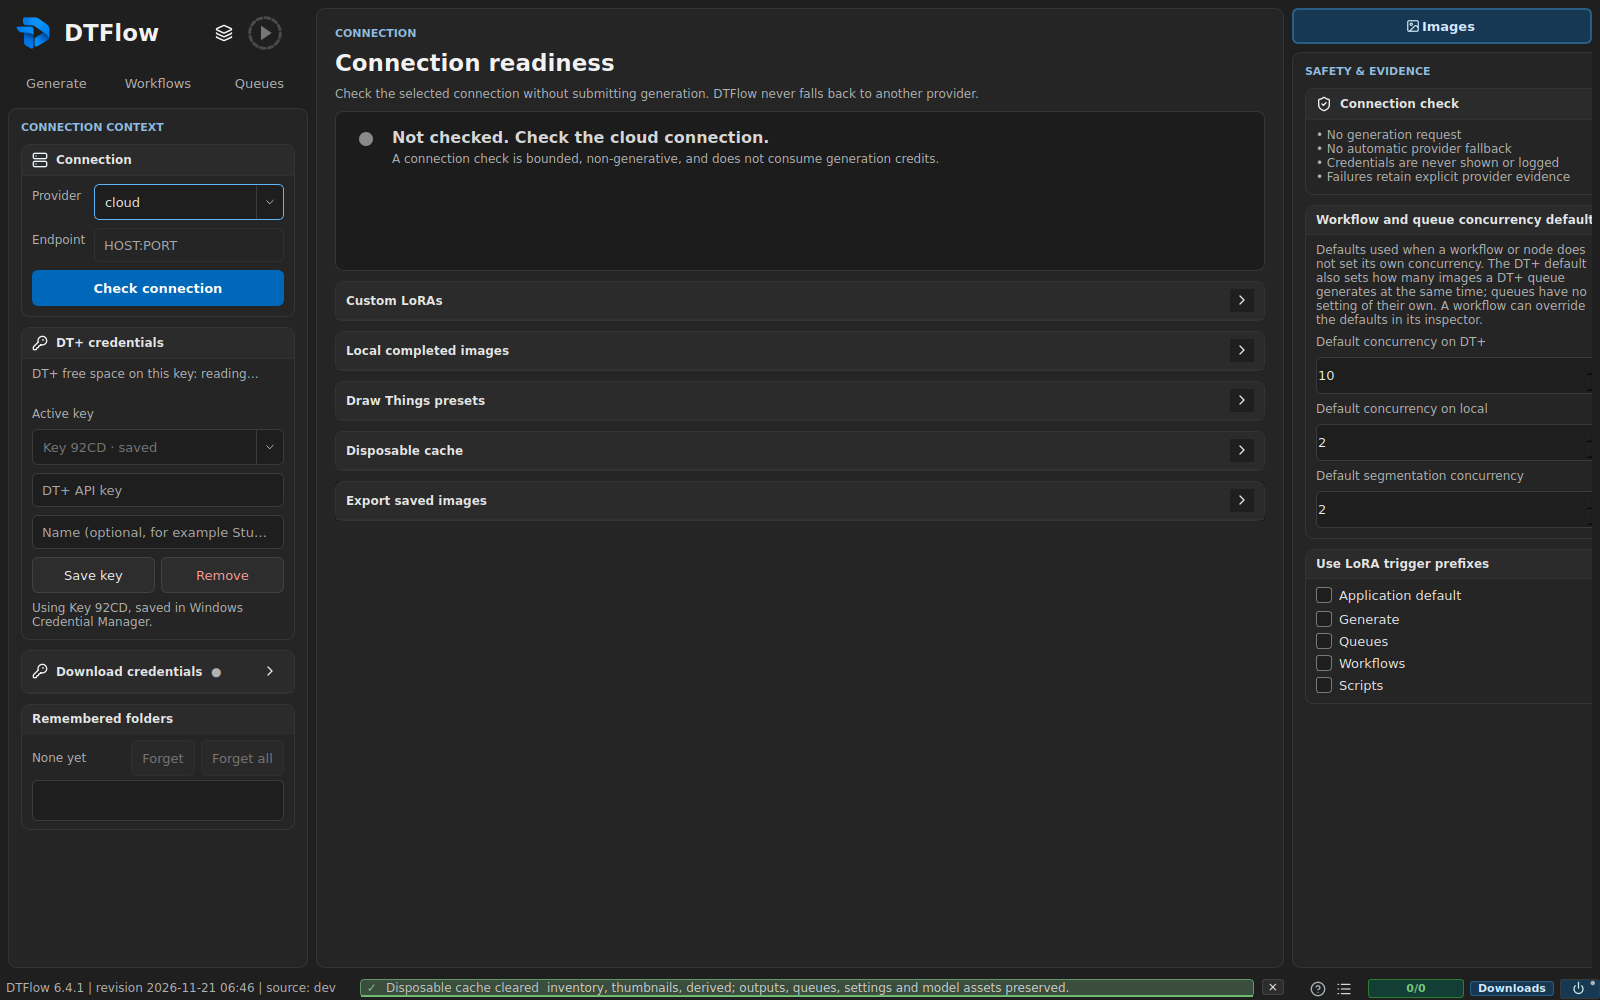 DTFlow
Generate
Workflows
Queues
CONNECTION CONTEXT
Connection
Provider
cloud
Endpoint
HOST:PORT
Check connection
DT+ credentials
DT+ free space on this key: reading…
Active key
Key 92CD · saved
DT+ API key
Name (optional, for example Stu…
Save key
Remove
Using Key 92CD, saved in Windows
Credential Manager.
Download credentials
Remembered folders
None yet
Forget
Forget all
CONNECTION
Connection readiness
Check the selected connection without submitting generation. DTFlow never falls back to another provider.
Not checked. Check the cloud connection.
A connection check is bounded, non-generative, and does not consume generation credits.
Custom LoRAs
Local completed images
Draw Things presets
Disposable cache
Export saved images
Images
SAFETY & EVIDENCE
Connection check
• No generation request
• No automatic provider fallback
• Credentials are never shown or logged
• Failures retain explicit provider evidence
Workflow and queue concurrency default
Defaults used when a workflow or node does
not set its own concurrency. The DT+ default
also sets how many images a DT+ queue
generates at the same time; queues have no
setting of their own. A workflow can override
the defaults in its inspector.
Default concurrency on DT+
10
Default concurrency on local
2
Default segmentation concurrency
2
Use LoRA trigger prefixes
Application default
Generate
Queues
Workflows
Scripts
DTFlow 6.4.1 | revision 2026-11-21 06:46 | source: dev
✓ Disposable cache cleared  inventory, thumbnails, derived; outputs, queues, settings and model assets preserved.
0/0
Downloads